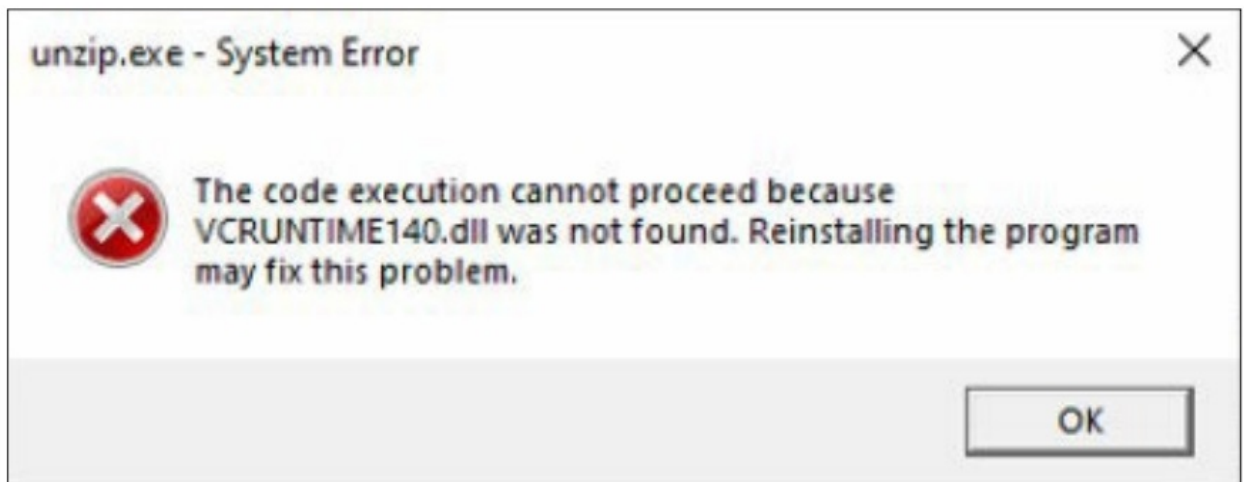 unzip.exe - System Error
The code execution cannot proceed because
VCRUNTIME140.dll was not found. Reinstalling the program
may fix this problem.
OK